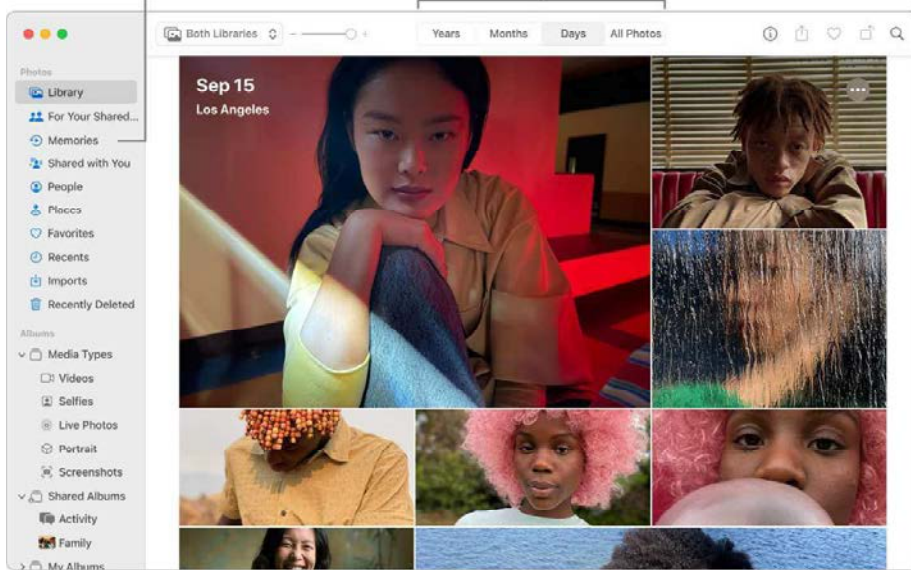 Both Libraries
Years
Months
Days
All Photos
Photos
Library
For Your Shared...
Memories
Shared with You
People
Places
Favorites
Recents
Imports
Recently Deleted
Albums
Media Types
Videos
Selfies
Live Photos
Portrait
Screenshots
Shared Albums
Activity
Family
My Albums
Sep 15
Los Angeles